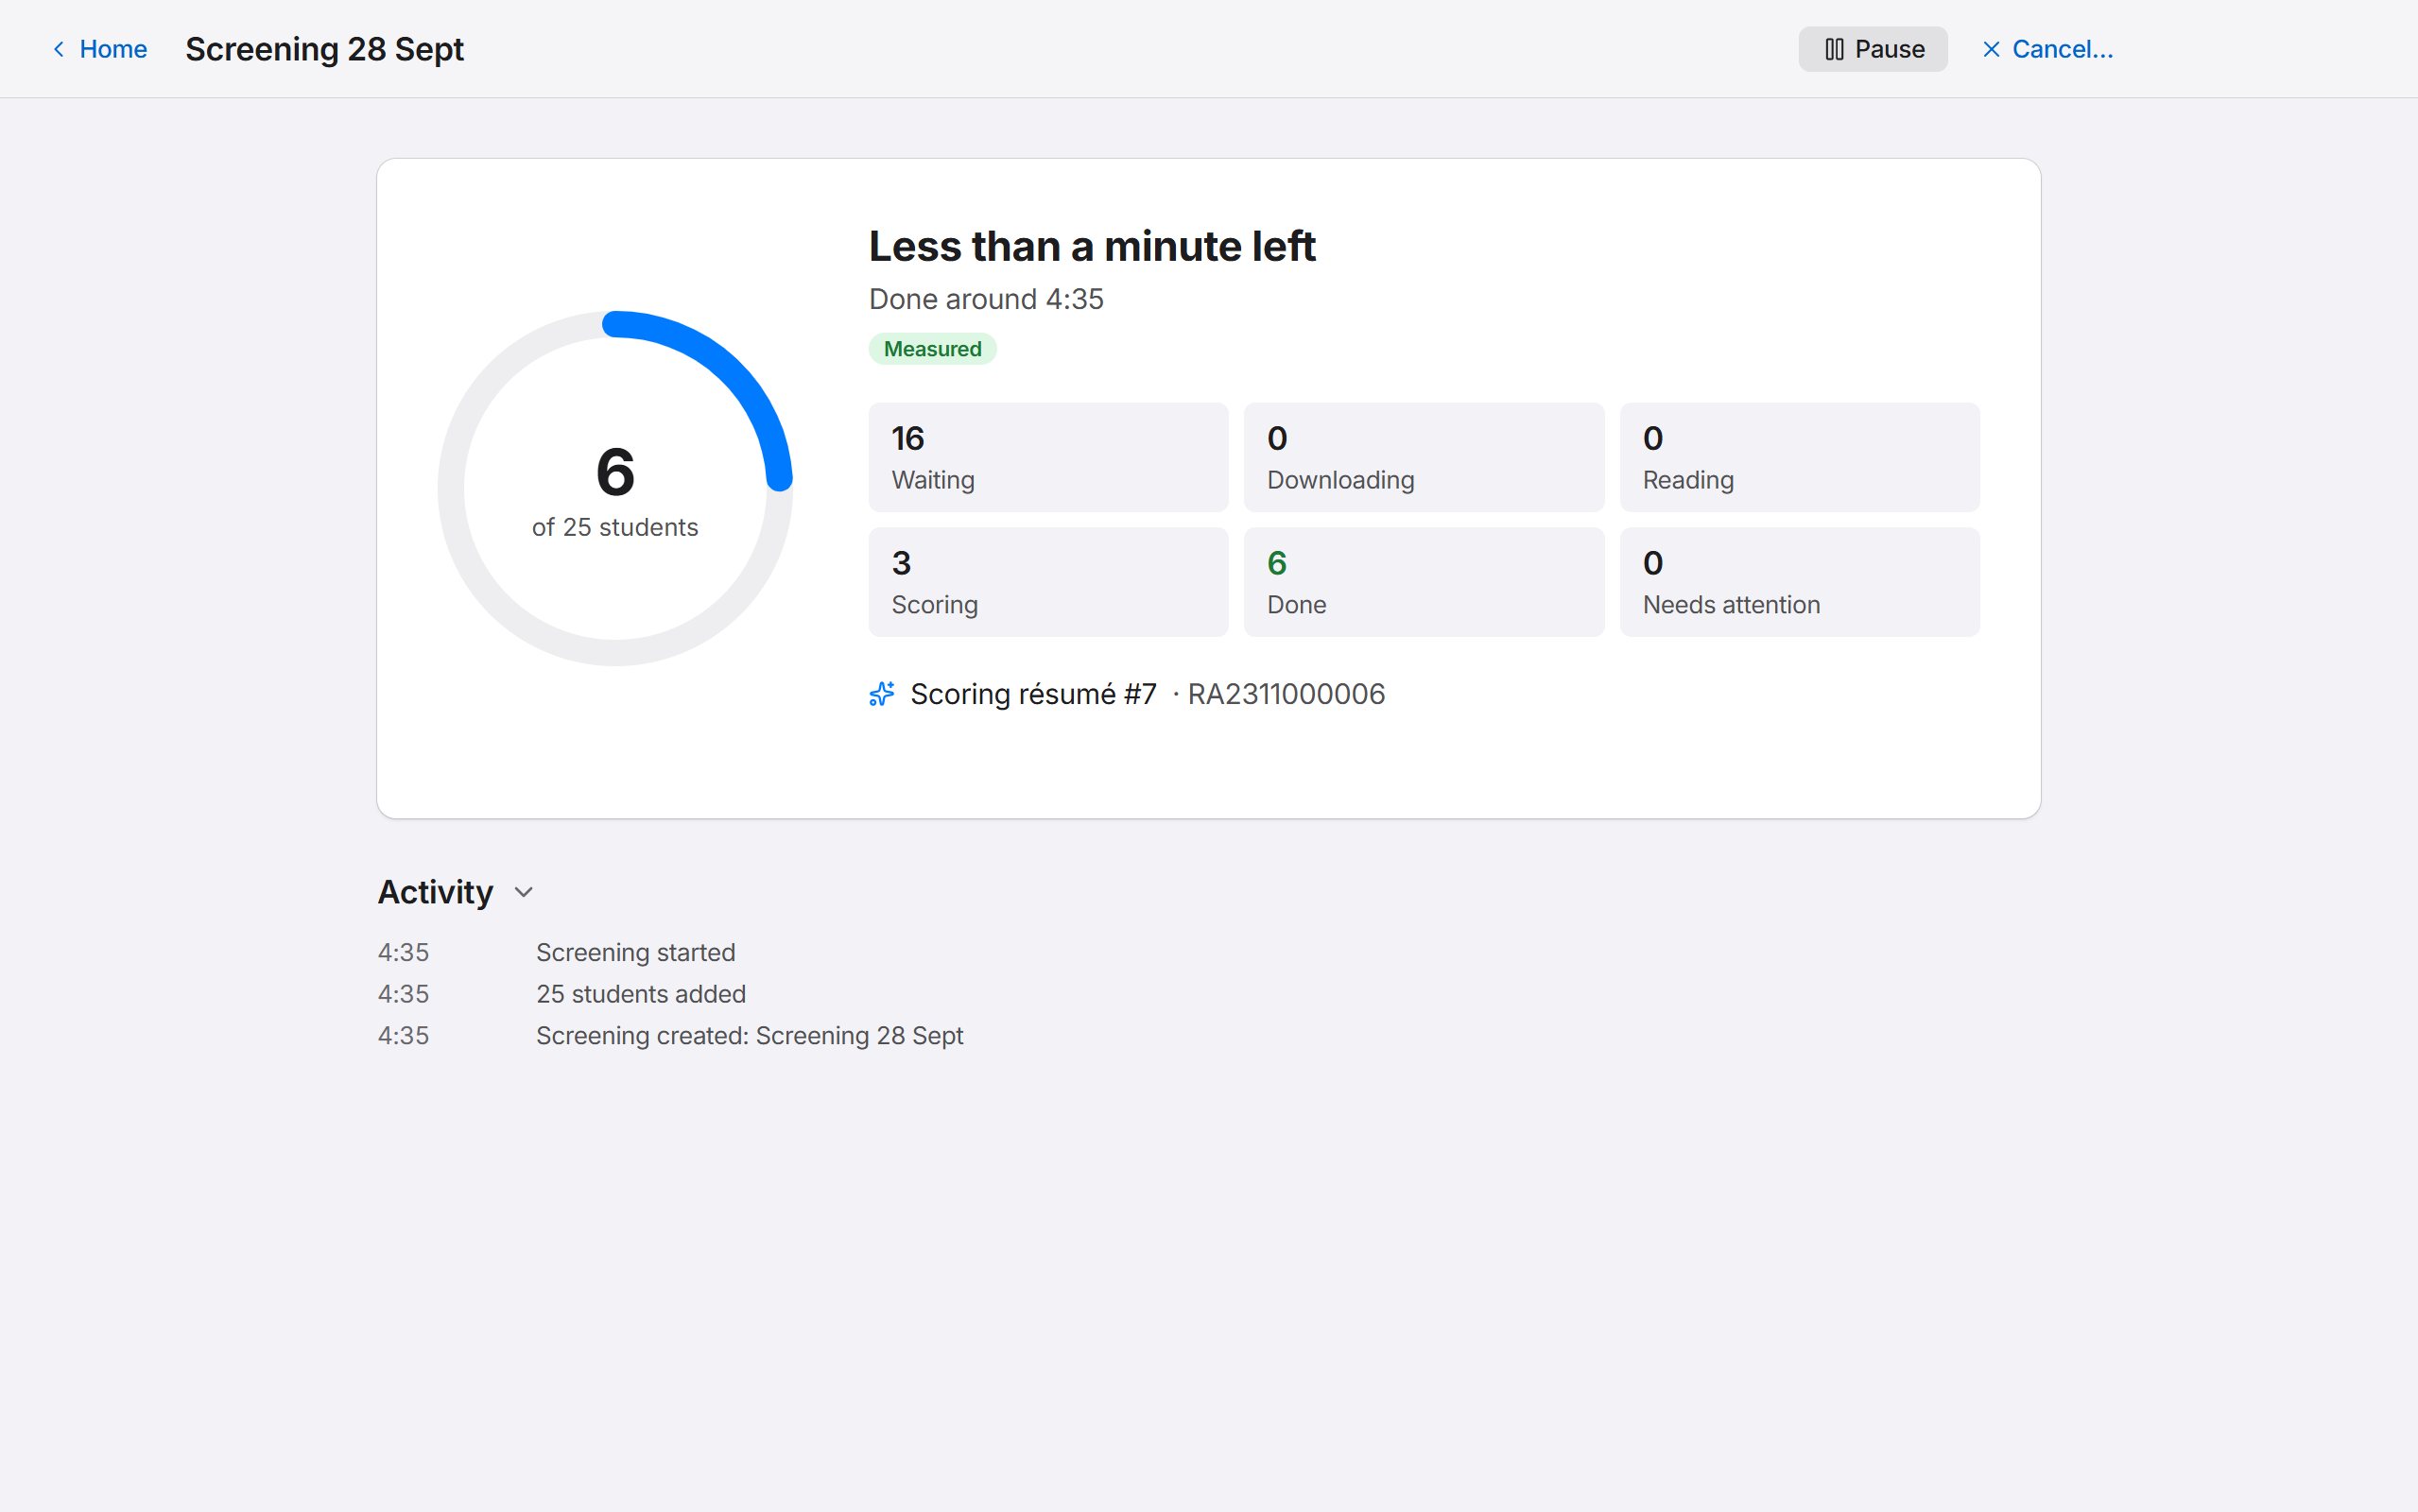 Home
Screening 28 Sept
Pause
Cancel...
Less than a minute left
Done around 4:35
Measured
6
of 25 students
16
Waiting
0
Downloading
0
Reading
3
Scoring
6
Done
0
Needs attention
Scoring résumé #7 · RA2311000006
Activity
4:35 Screening started
4:35 25 students added
4:35 Screening created: Screening 28 Sept